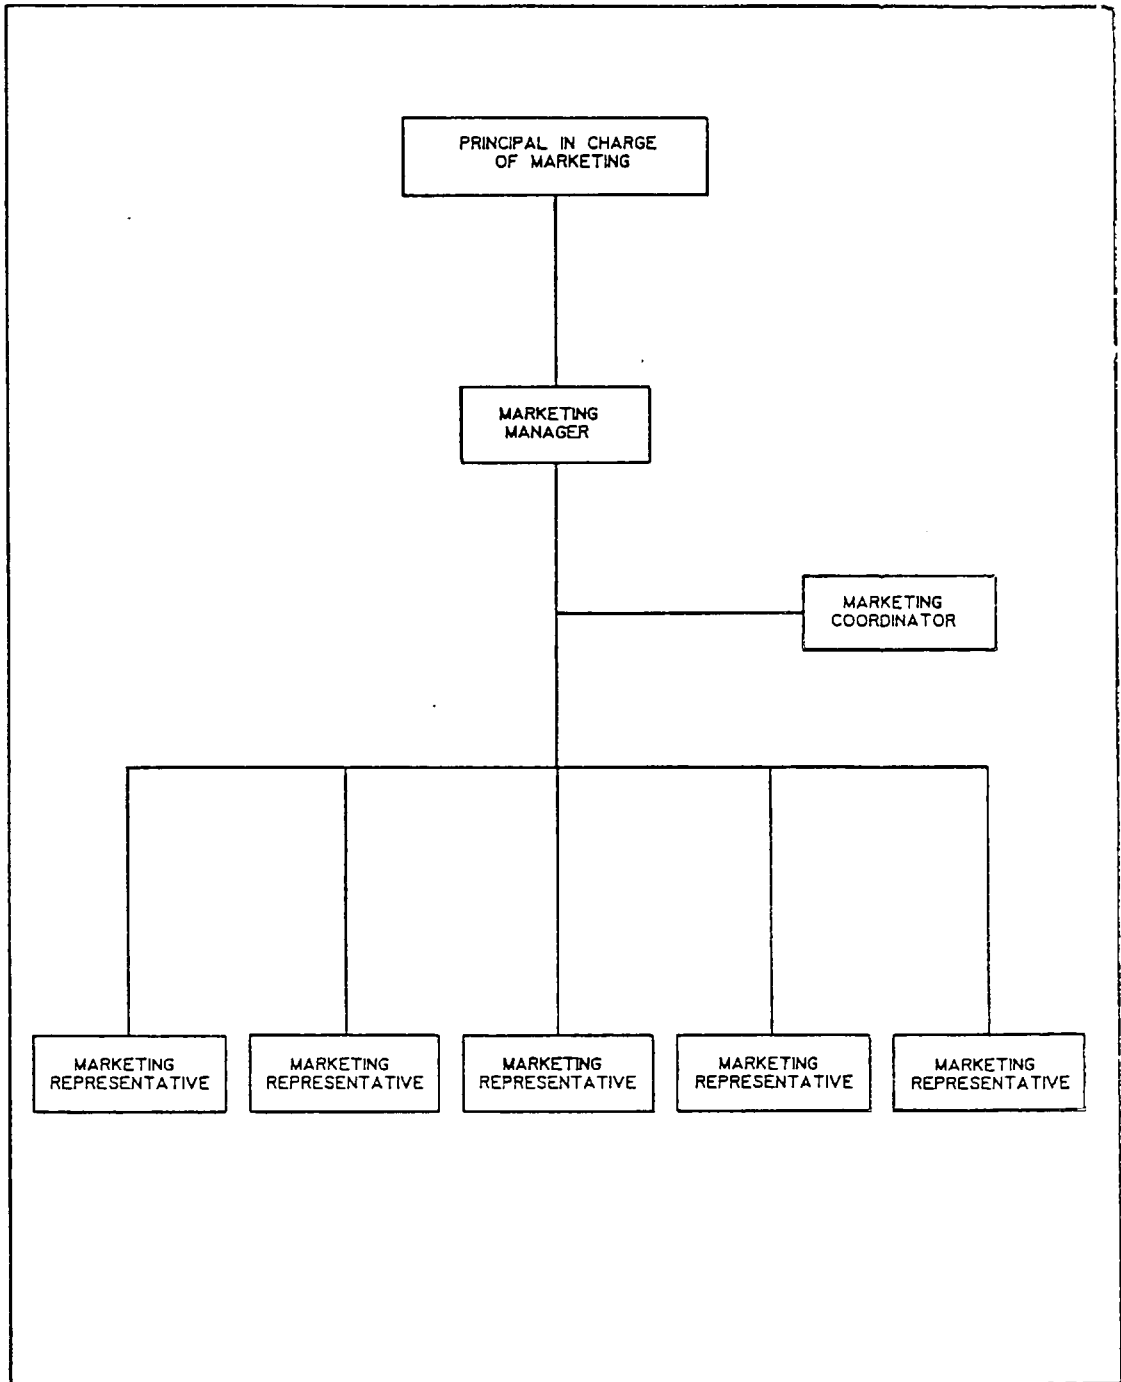 PRINCIPAL IN CHARGE
OF MARKETING
MARKETING
MANAGER
MARKETING
COORDINATOR
MARKETING
REPRESENTATIVE
MARKETING
REPRESENTATIVE
MARKETING
REPRESENTATIVE
MARKETING
REPRESENTATIVE
MARKETING
REPRESENTATIVE